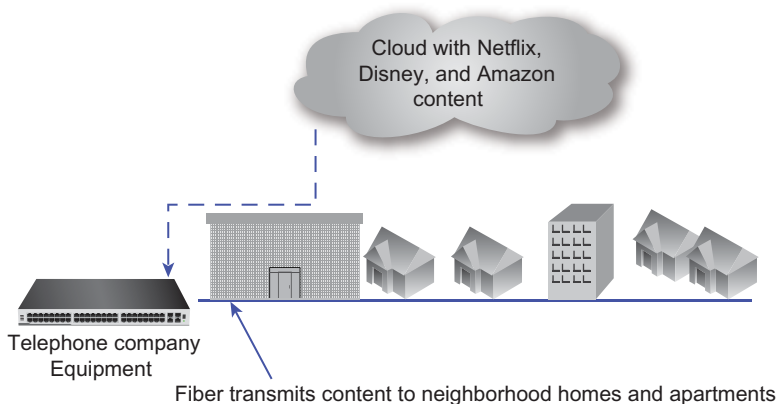 Cloud with Netflix,
Disney, and Amazon
content
Telephone company
Equipment
Fiber transmits content to neighborhood homes and apartments